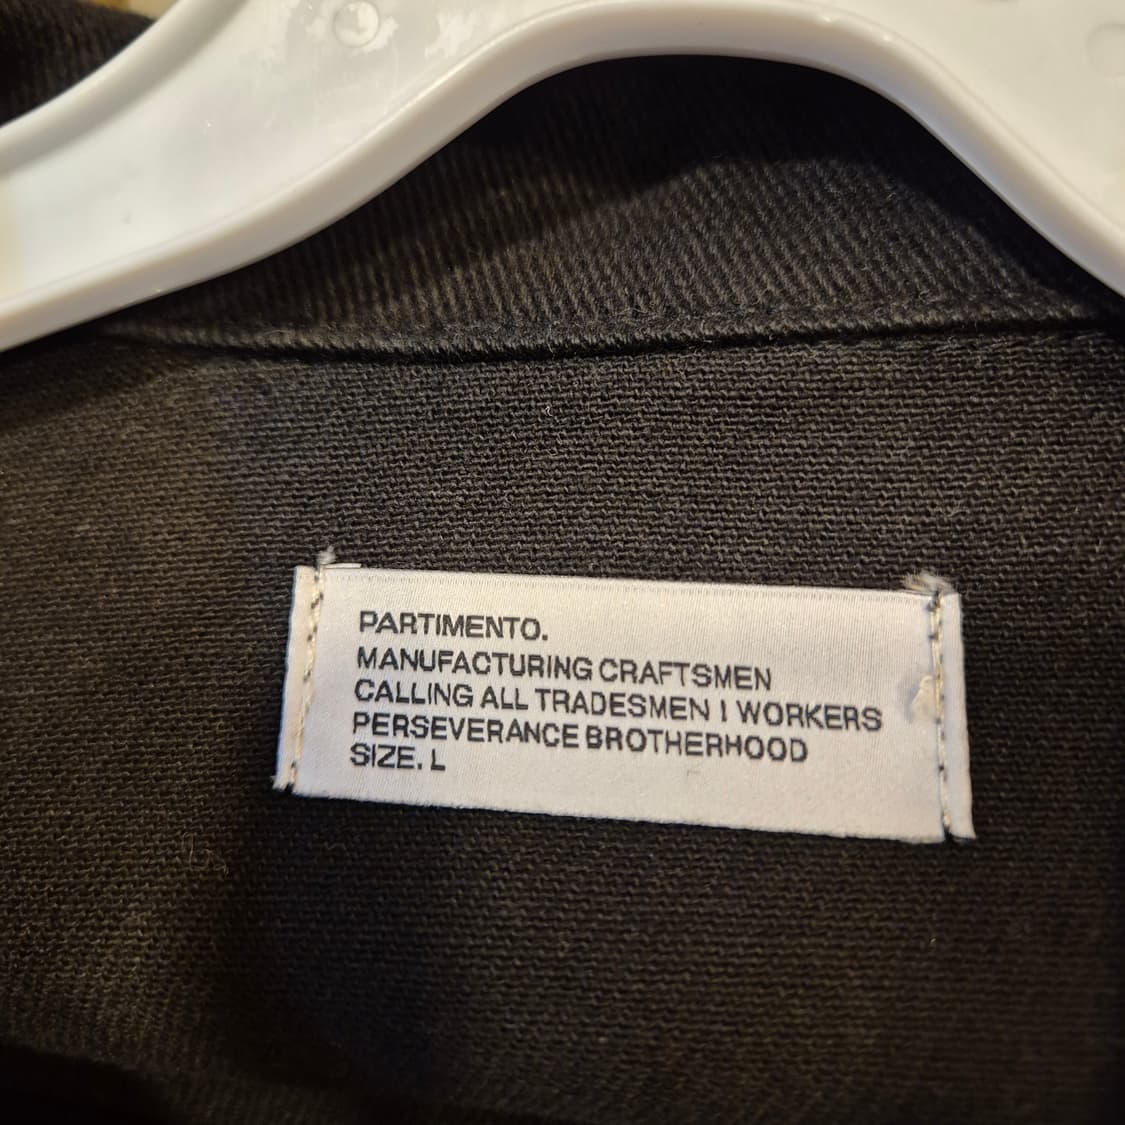 PARTIMENTO.
MANUFACTURING CRAFTSMEN
CALLING ALL TRADESMEN I WORKERS
PERSEVERANCE BROTHERHOOD
SIZE. L